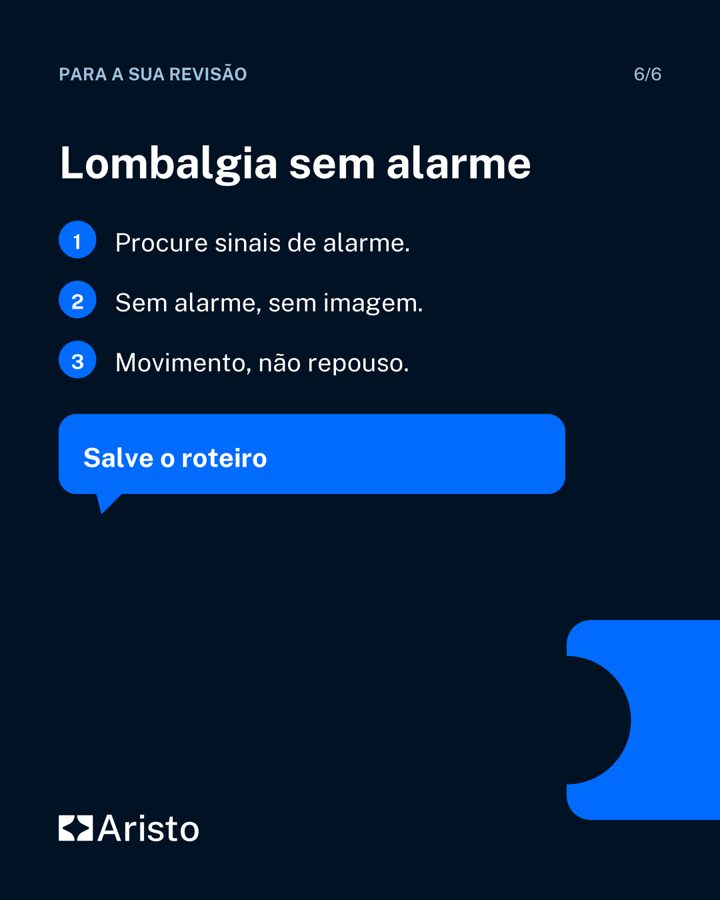 PARA A SUA REVISÃO
6/6
Lombalgia sem alarme
1 Procure sinais de alarme.
2 Sem alarme, sem imagem.
3 Movimento, não repouso.
Salve o roteiro
Aristo